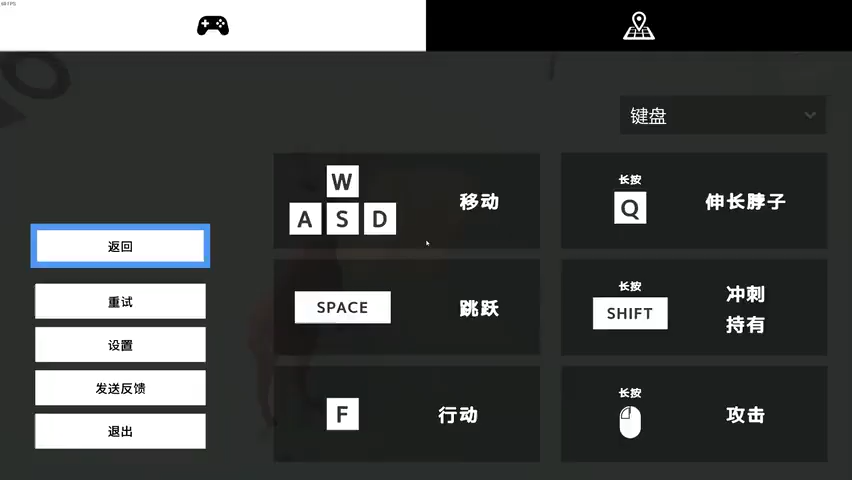 键盘
W
A S D
移动
长按
Q
伸长脖子
返回
SPACE
跳跃
长按
SHIFT
冲刺
持有
重试
设置
发送反馈
退出
F
行动
长按
攻击